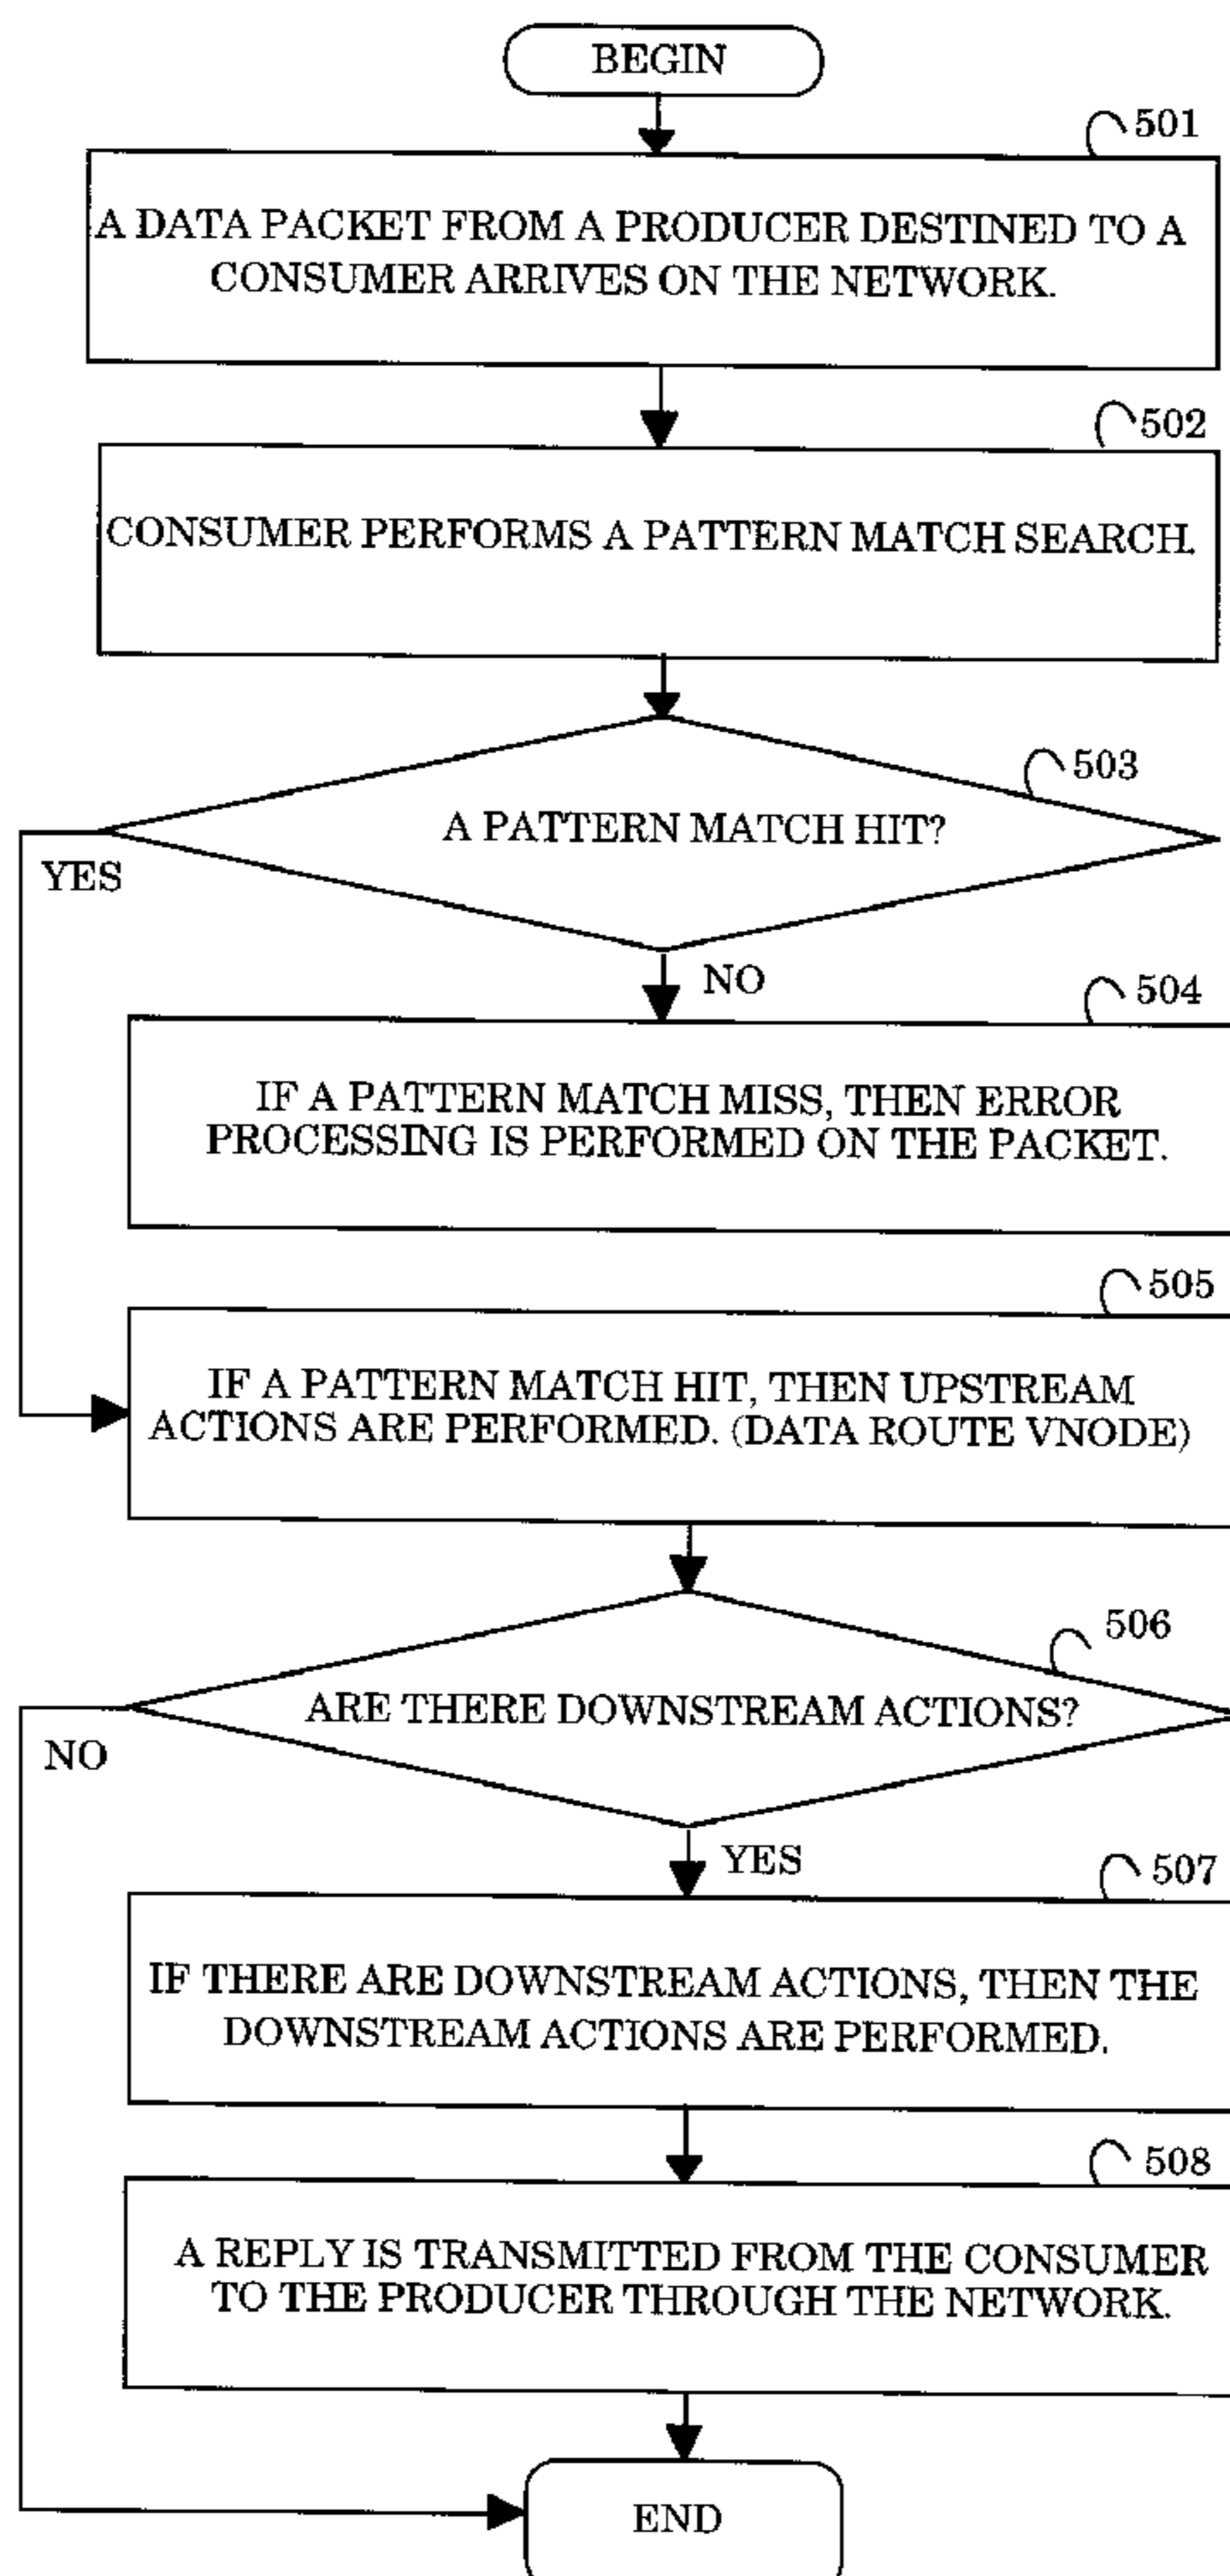 BEGIN
501
A DATA PACKET FROM A PRODUCER DESTINED TO A
CONSUMER ARRIVES ON THE NETWORK.
502
CONSUMER PERFORMS A PATTERN MATCH SEARCH.
503
A PATTERN MATCH HIT?
YES
NO
504
IF A PATTERN MATCH MISS, THEN ERROR
PROCESSING IS PERFORMED ON THE PACKET.
505
IF A PATTERN MATCH HIT, THEN UPSTREAM
ACTIONS ARE PERFORMED. (DATA ROUTE VNODE)
506
ARE THERE DOWNSTREAM ACTIONS?
NO
YES
507
IF THERE ARE DOWNSTREAM ACTIONS, THEN THE
DOWNSTREAM ACTIONS ARE PERFORMED.
508
A REPLY IS TRANSMITTED FROM THE CONSUMER
TO THE PRODUCER THROUGH THE NETWORK.
END